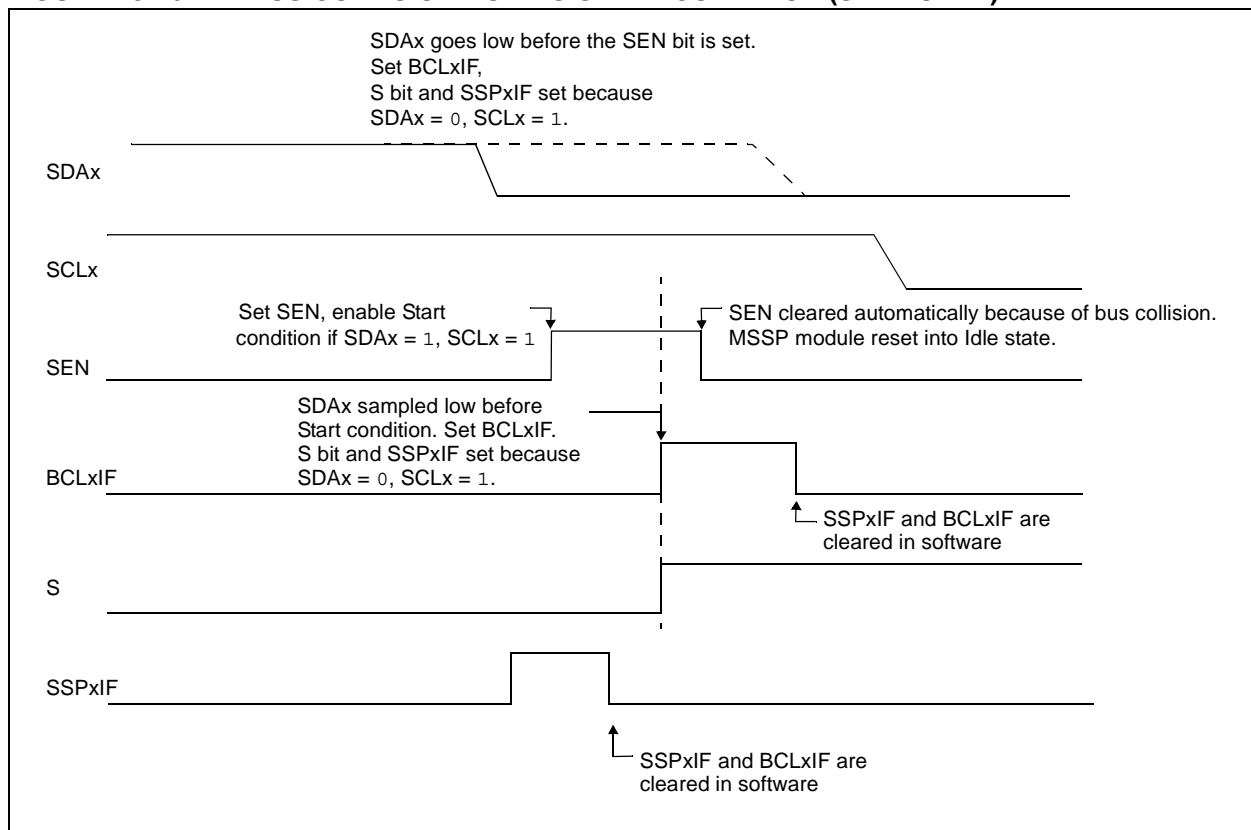 SDAx goes low before the SEN bit is set.
Set BCLxIF,
S bit and SSPxIF set because
SDAx = 0, SCLx = 1.
SDAx
SCLx
Set SEN, enable Start
condition if SDAx = 1, SCLx = 1
SEN cleared automatically because of bus collision.
MSSP module reset into Idle state.
SEN
SDAx sampled low before
Start condition. Set BCLxIF.
S bit and SSPxIF set because
SDAx = 0, SCLx = 1.
BCLxIF
SSPxIF and BCLxIF are
cleared in software
S
SSPxIF
SSPxIF and BCLxIF are
cleared in software